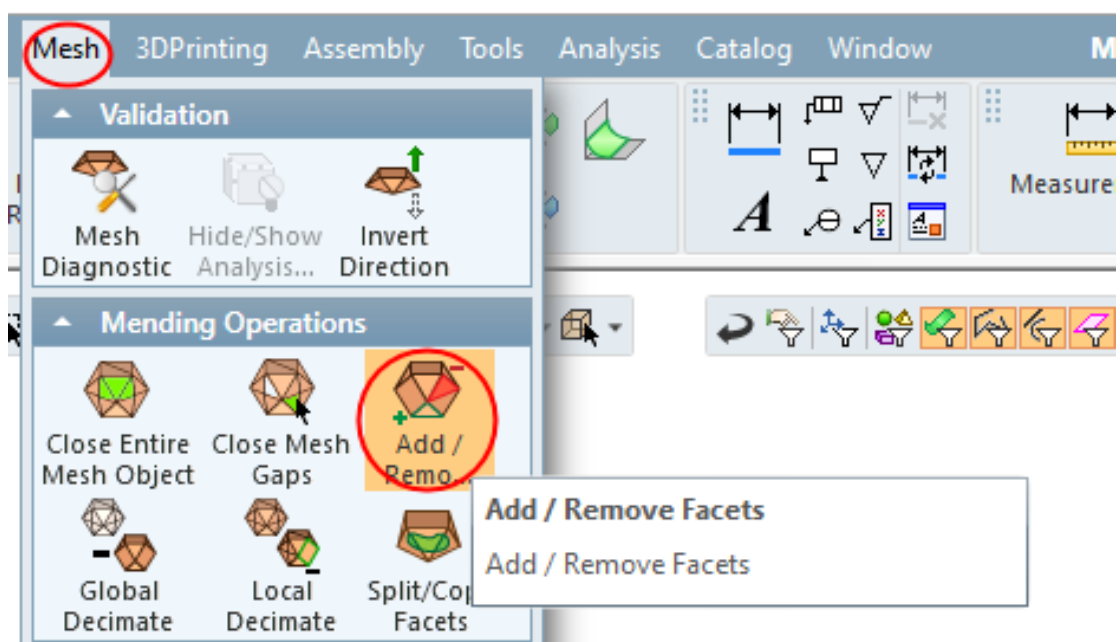 Mesh 3DPrinting Assembly Tools Analysis Catalog Window
Validation
Mesh Diagnostic
Hide/Show Analysis...
Invert Direction
Measure
Mending Operations
Close Entire Mesh Object
Close Mesh Gaps
Add / Remo...
Global Decimate
Local Decimate
Split/Co
Facets
Add / Remove Facets
Add / Remove Facets
A